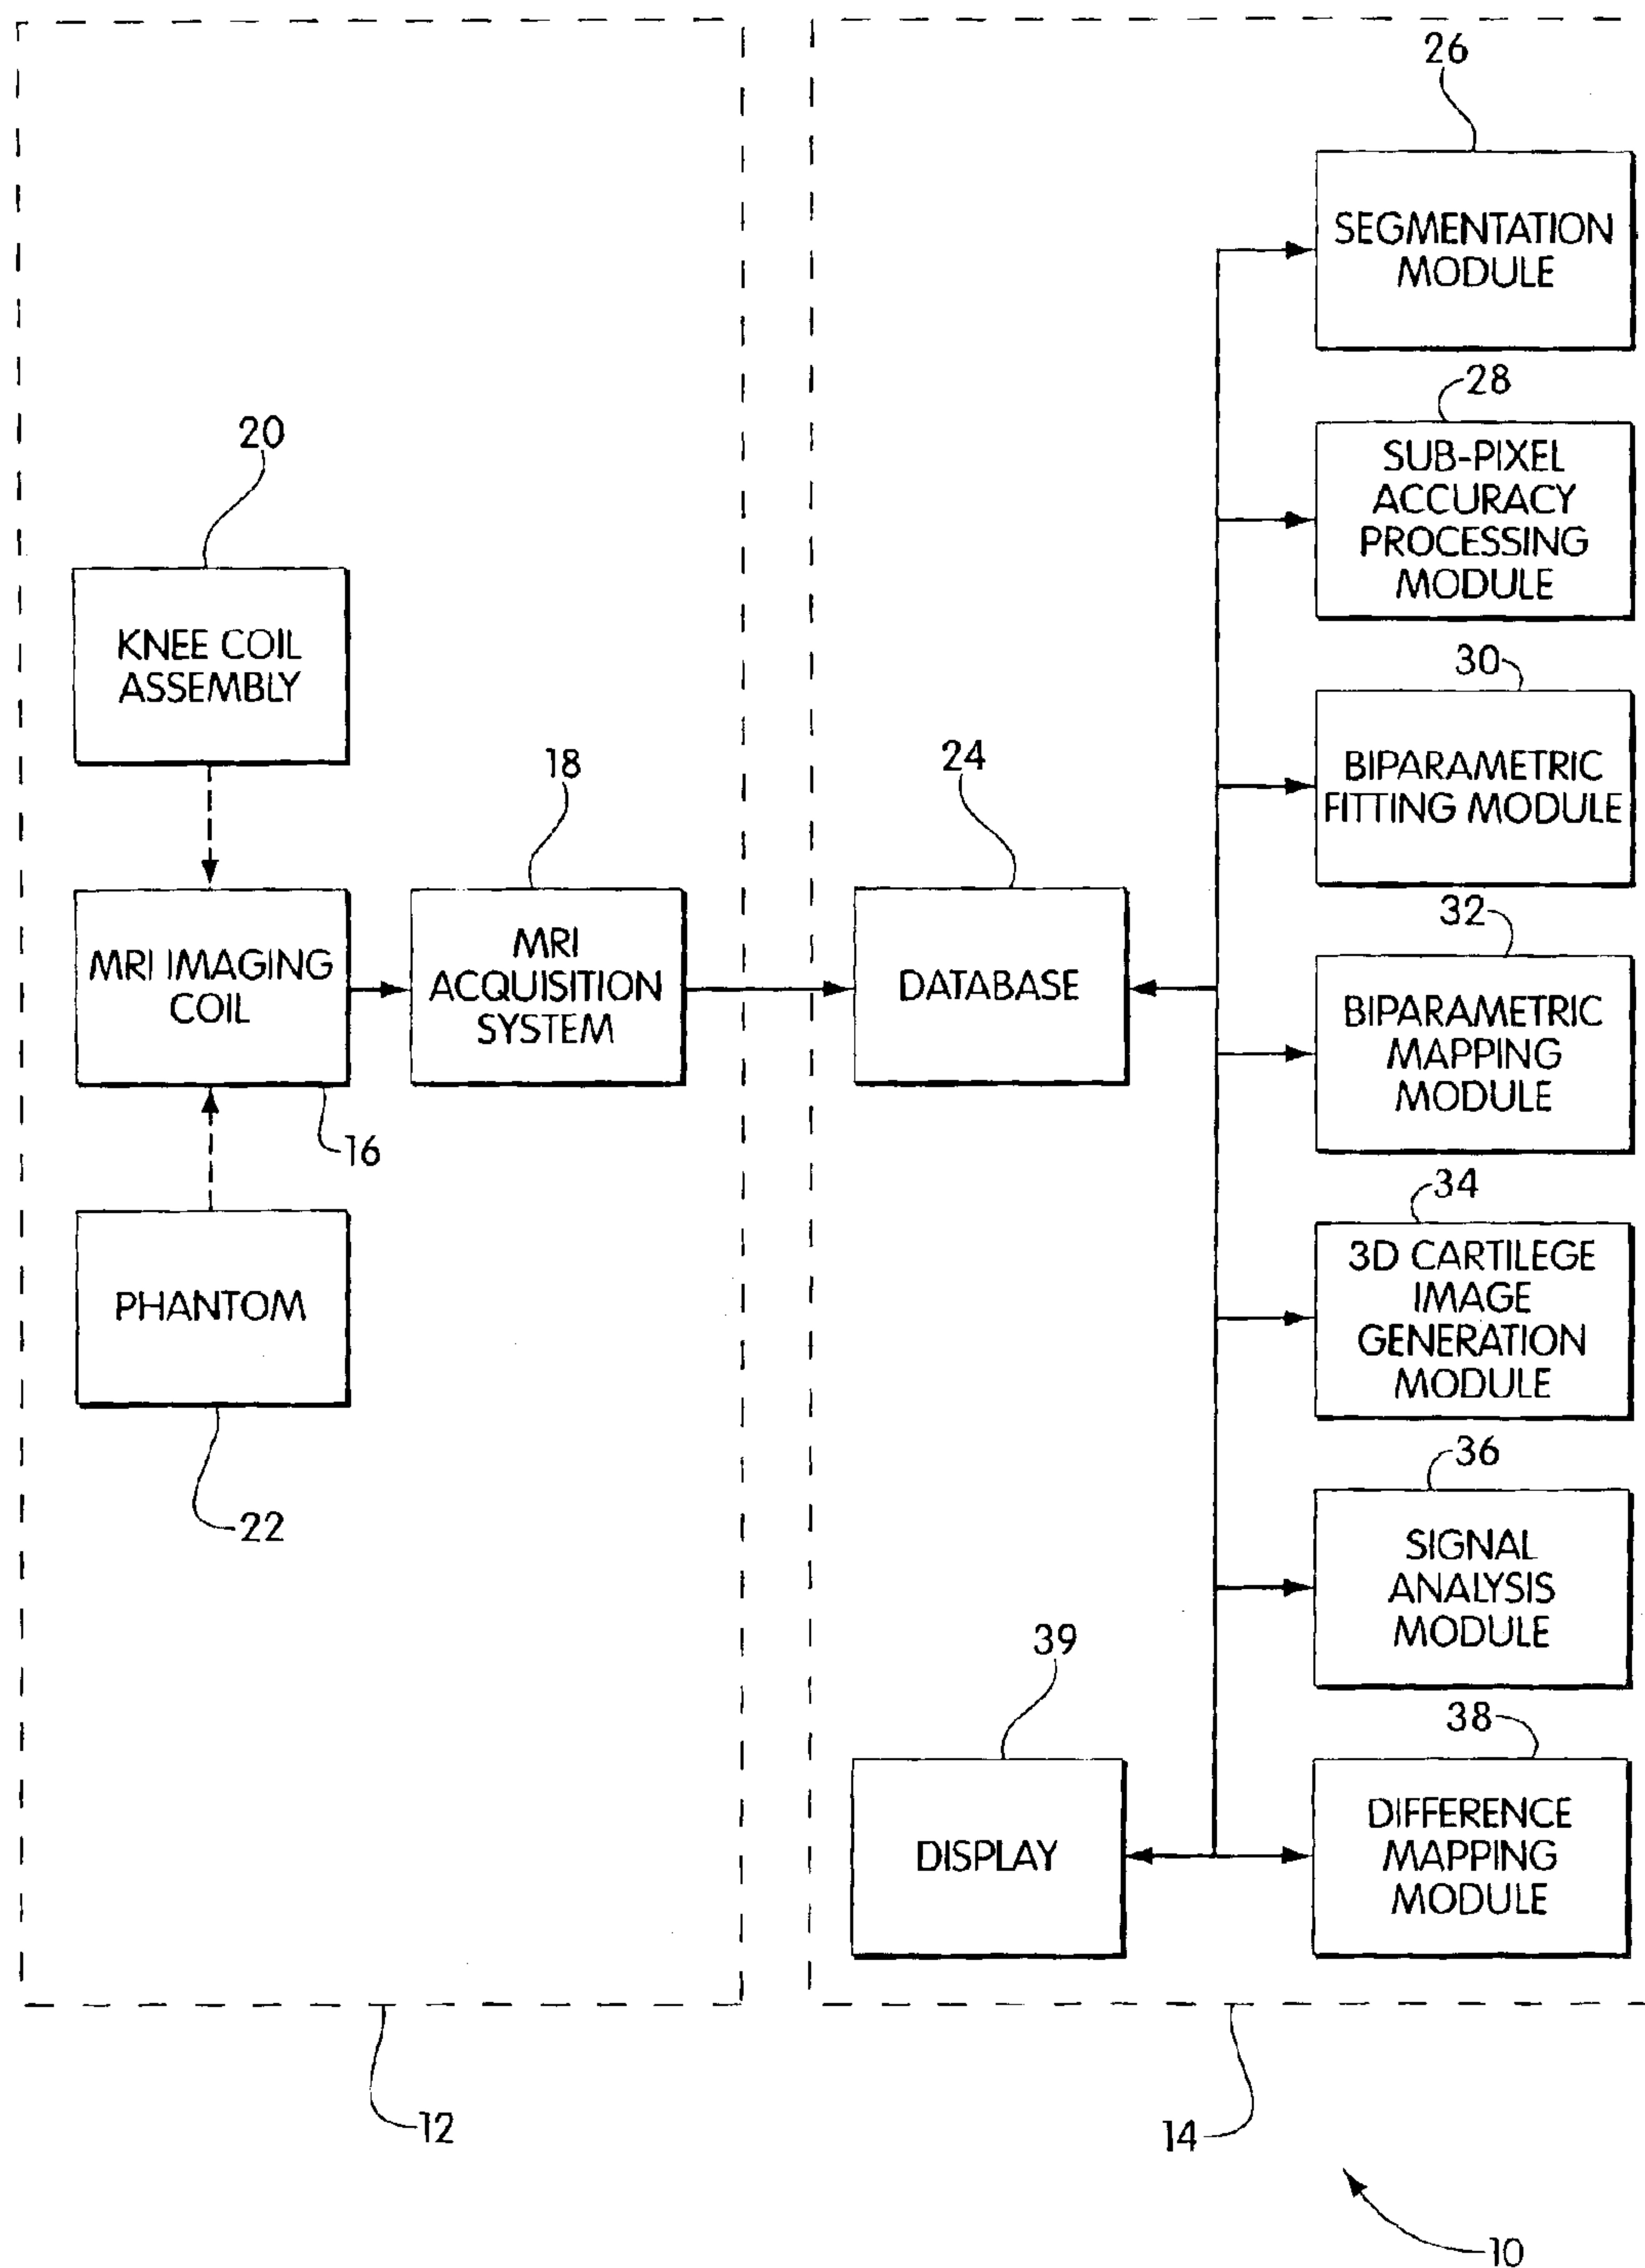 26
SEGMENTATION
MODULE
28
SUB-PIXEL
ACCURACY
PROCESSING
MODULE
20
KNEE COIL
ASSEMBLY
30
BIPARAMETRIC
FITTING MODULE
18
24
MRI IMAGING
COIL
16
MRI
ACQUISITION
SYSTEM
DATABASE
32
BIPARAMETRIC
MAPPING
MODULE
34
3D CARTILEGE
IMAGE
GENERATION
MODULE
PHANTOM
22
36
SIGNAL
ANALYSIS
MODULE
39
DISPLAY
38
DIFFERENCE
MAPPING
MODULE
12
14
10